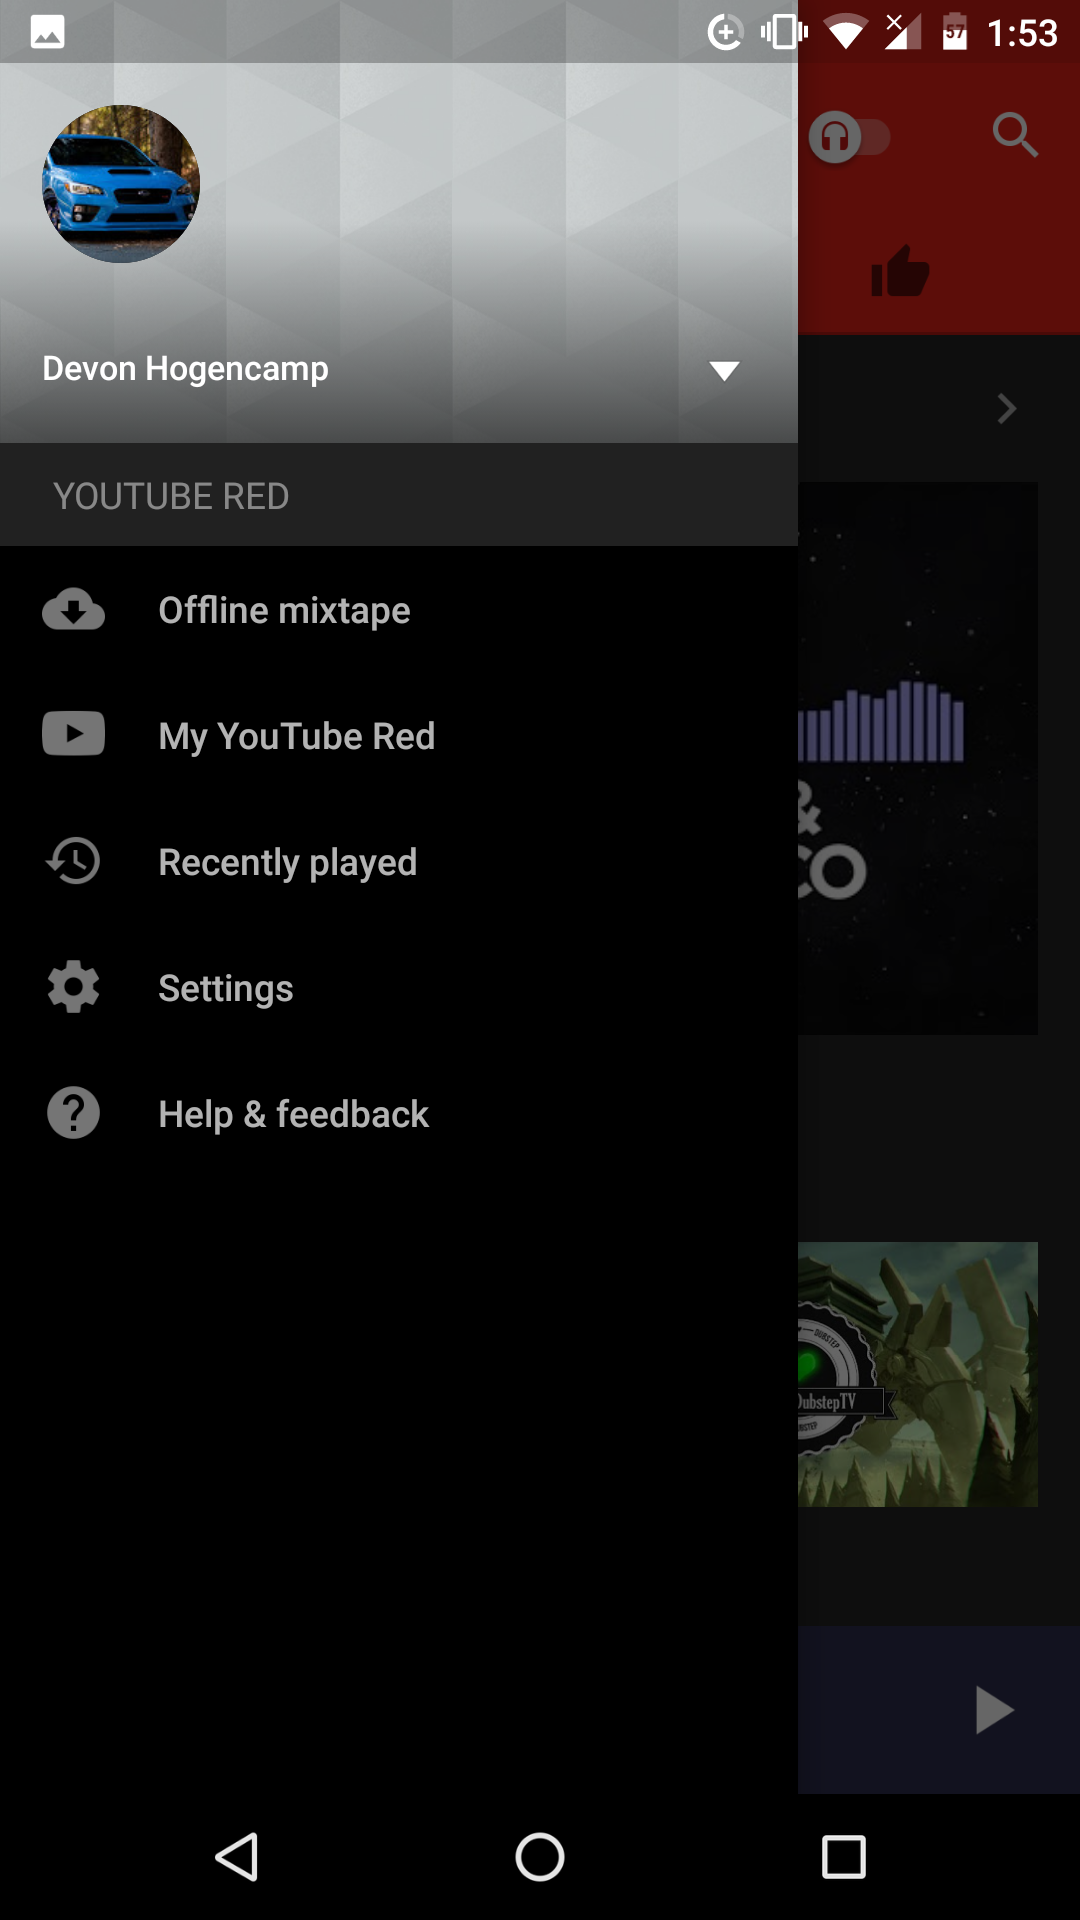 57 1:53
Devon Hogencamp
YOUTUBE RED
Offline mixtape
My YouTube Red
&
Recently played
CO
Settings
Help & feedback
DUBSTEP
DubstepTV